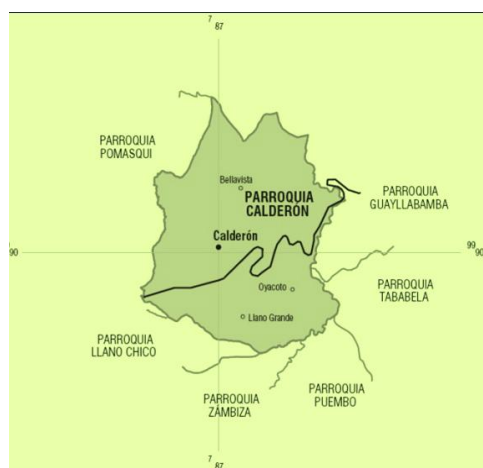 7
87
PARROQUIA
POMASQUI
Bellavista
PARROQUIA
CALDERÓN
PARROQUIA
GUAYLLABAMBA
Calderón
90
99
90
Oyacoto
PARROQUIA
TABABELA
Llano Grande
PARROQUIA
LLANO CHICO
PARROQUIA
ZÁMBIZA
PARROQUIA
PUEMBO
7
87